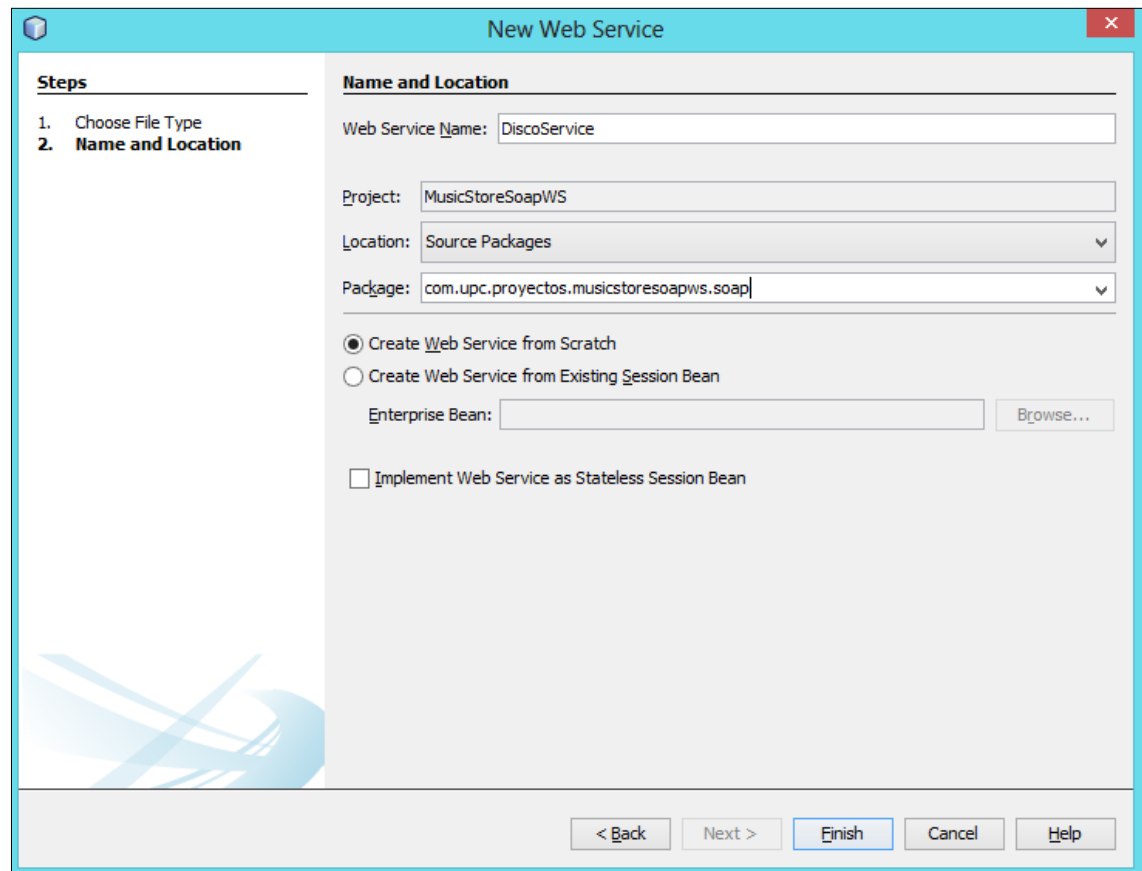 New Web Service
Steps
1. Choose File Type
2. Name and Location
Name and Location
Web Service Name: DiscoService
Project: MusicStoreSoapWS
Location: Source Packages
Package: com.upc.proyectos.musicstoresoapws.soap
Create Web Service from Scratch
Create Web Service from Existing Session Bean
Enterprise Bean: Browse...
Implement Web Service as Stateless Session Bean
< Back Next > Finish Cancel Help